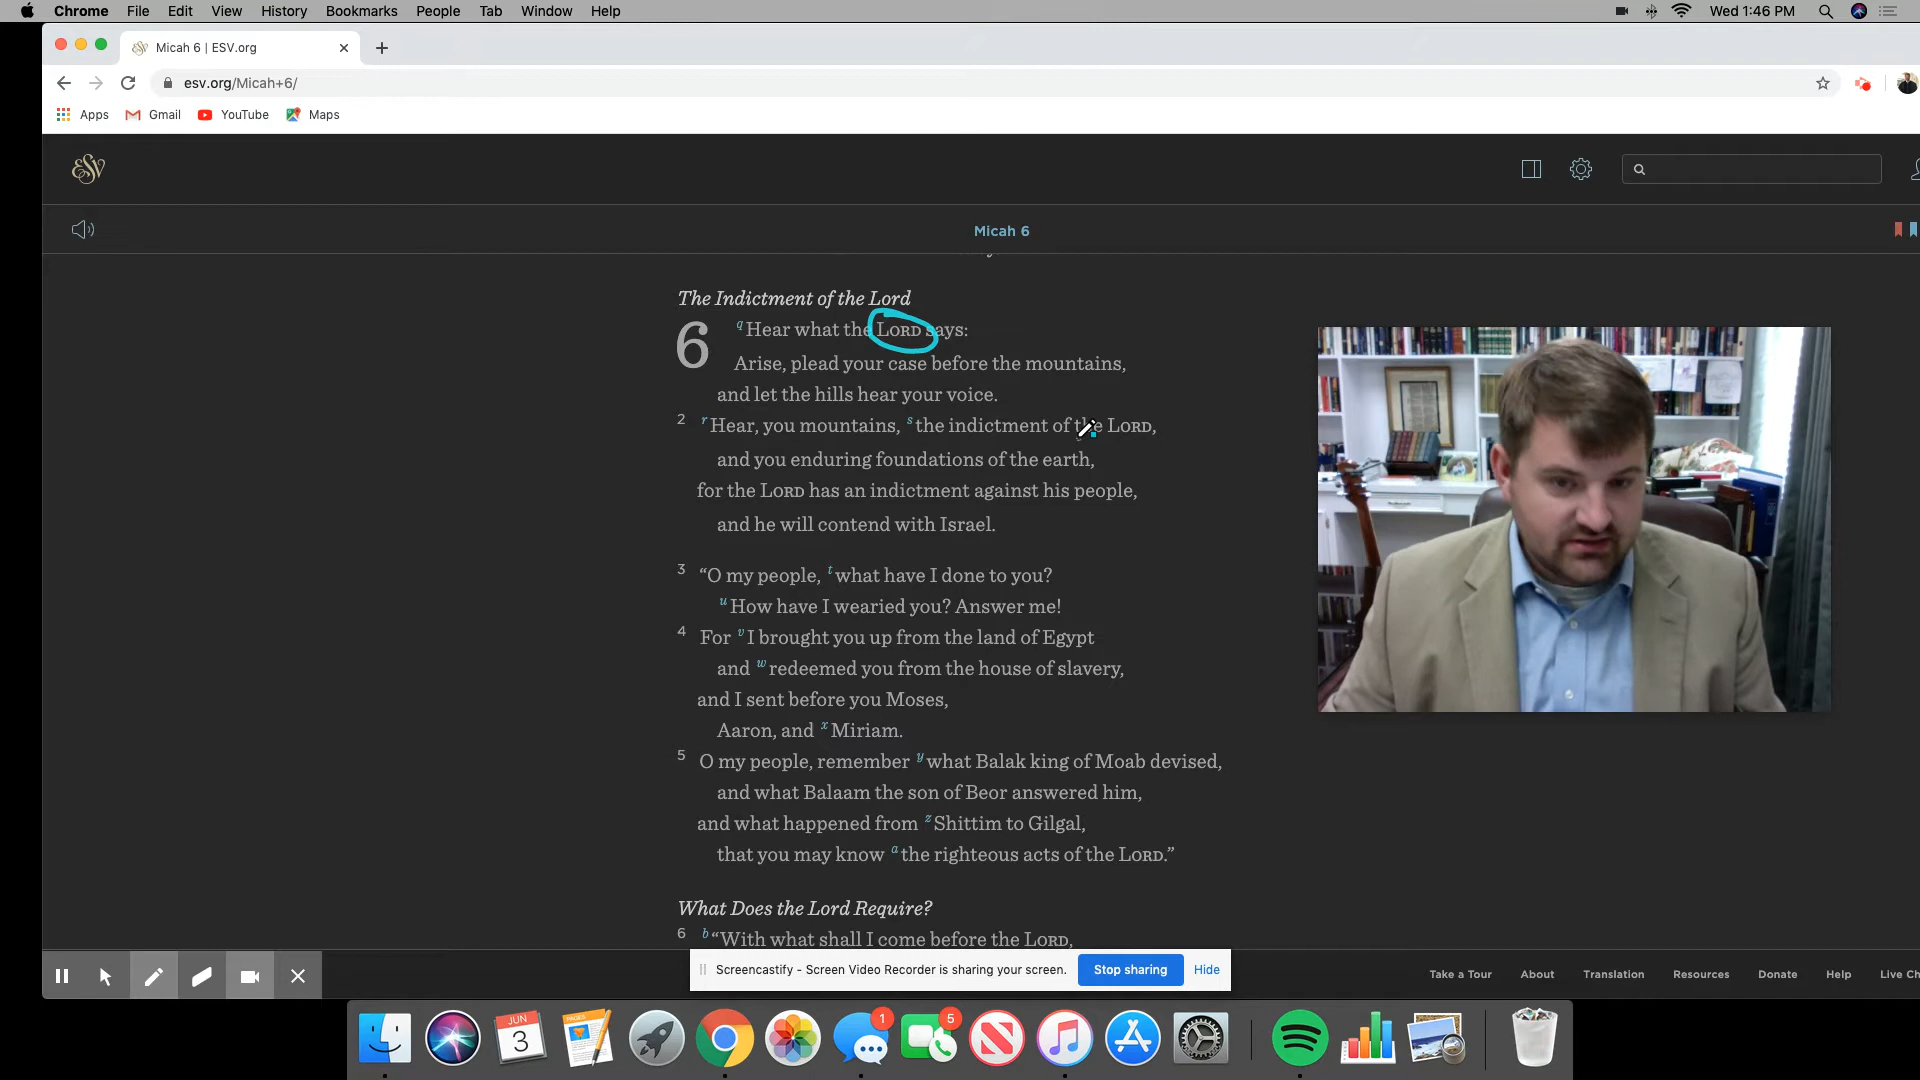 Chrome File Edit View History Bookmarks People Tab Window Help Wed 1:46 PM
Micah 6 | ESV.org
esv.org/Micah+6/
Apps Gmail YouTube Maps
ESV
Micah 6
The Indictment of the Lord
6 q Hear what the LORD says:
Arise, plead your case before the mountains,
and let the hills hear your voice.
2 r Hear, you mountains, s the indictment of the LORD,
and you enduring foundations of the earth,
for the LORD has an indictment against his people,
and he will contend with Israel.
3 “O my people, t what have I done to you?
u How have I wearied you? Answer me!
4 For v I brought you up from the land of Egypt
and w redeemed you from the house of slavery,
and I sent before you Moses,
Aaron, and x Miriam.
5 O my people, remember y what Balak king of Moab devised,
and what Balaam the son of Beor answered him,
and what happened from z Shittim to Gilgal,
that you may know a the righteous acts of the LORD.”
What Does the Lord Require?
6 b “With what shall I come before the LORD,
Screencastify - Screen Video Recorder is sharing your screen. Stop sharing Hide
Take a Tour About Translation Resources Donate Help Live Ch
JUN
3
PAGES
1
5